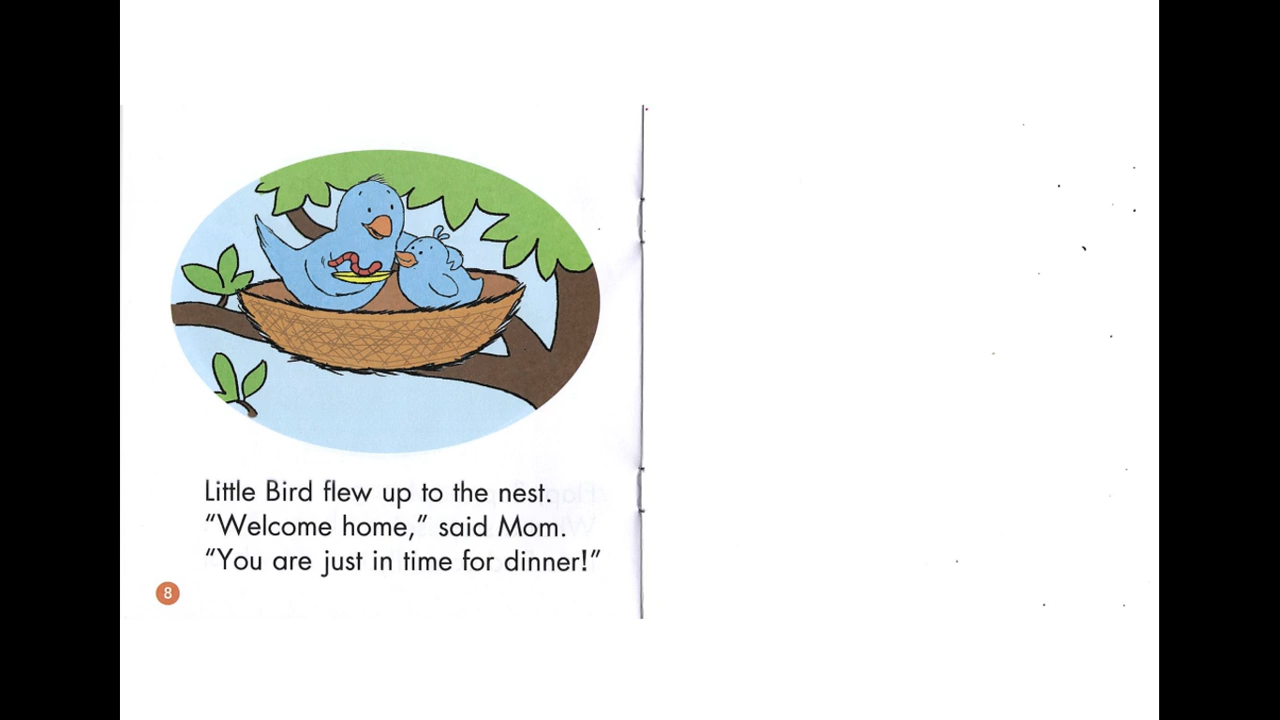 Little Bird flew up to the nest.
“Welcome home,” said Mom.
“You are just in time for dinner!”
8